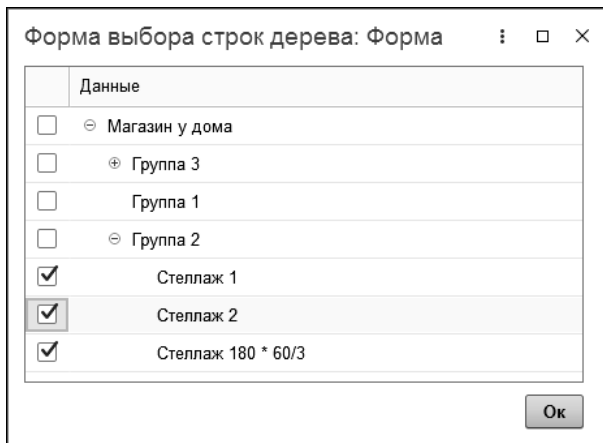 Форма выбора строк дерева: Форма
Данные
Магазин у дома
Группа 3
Группа 1
Группа 2
Стеллаж 1
Стеллаж 2
Стеллаж 180 * 60/3
Ок